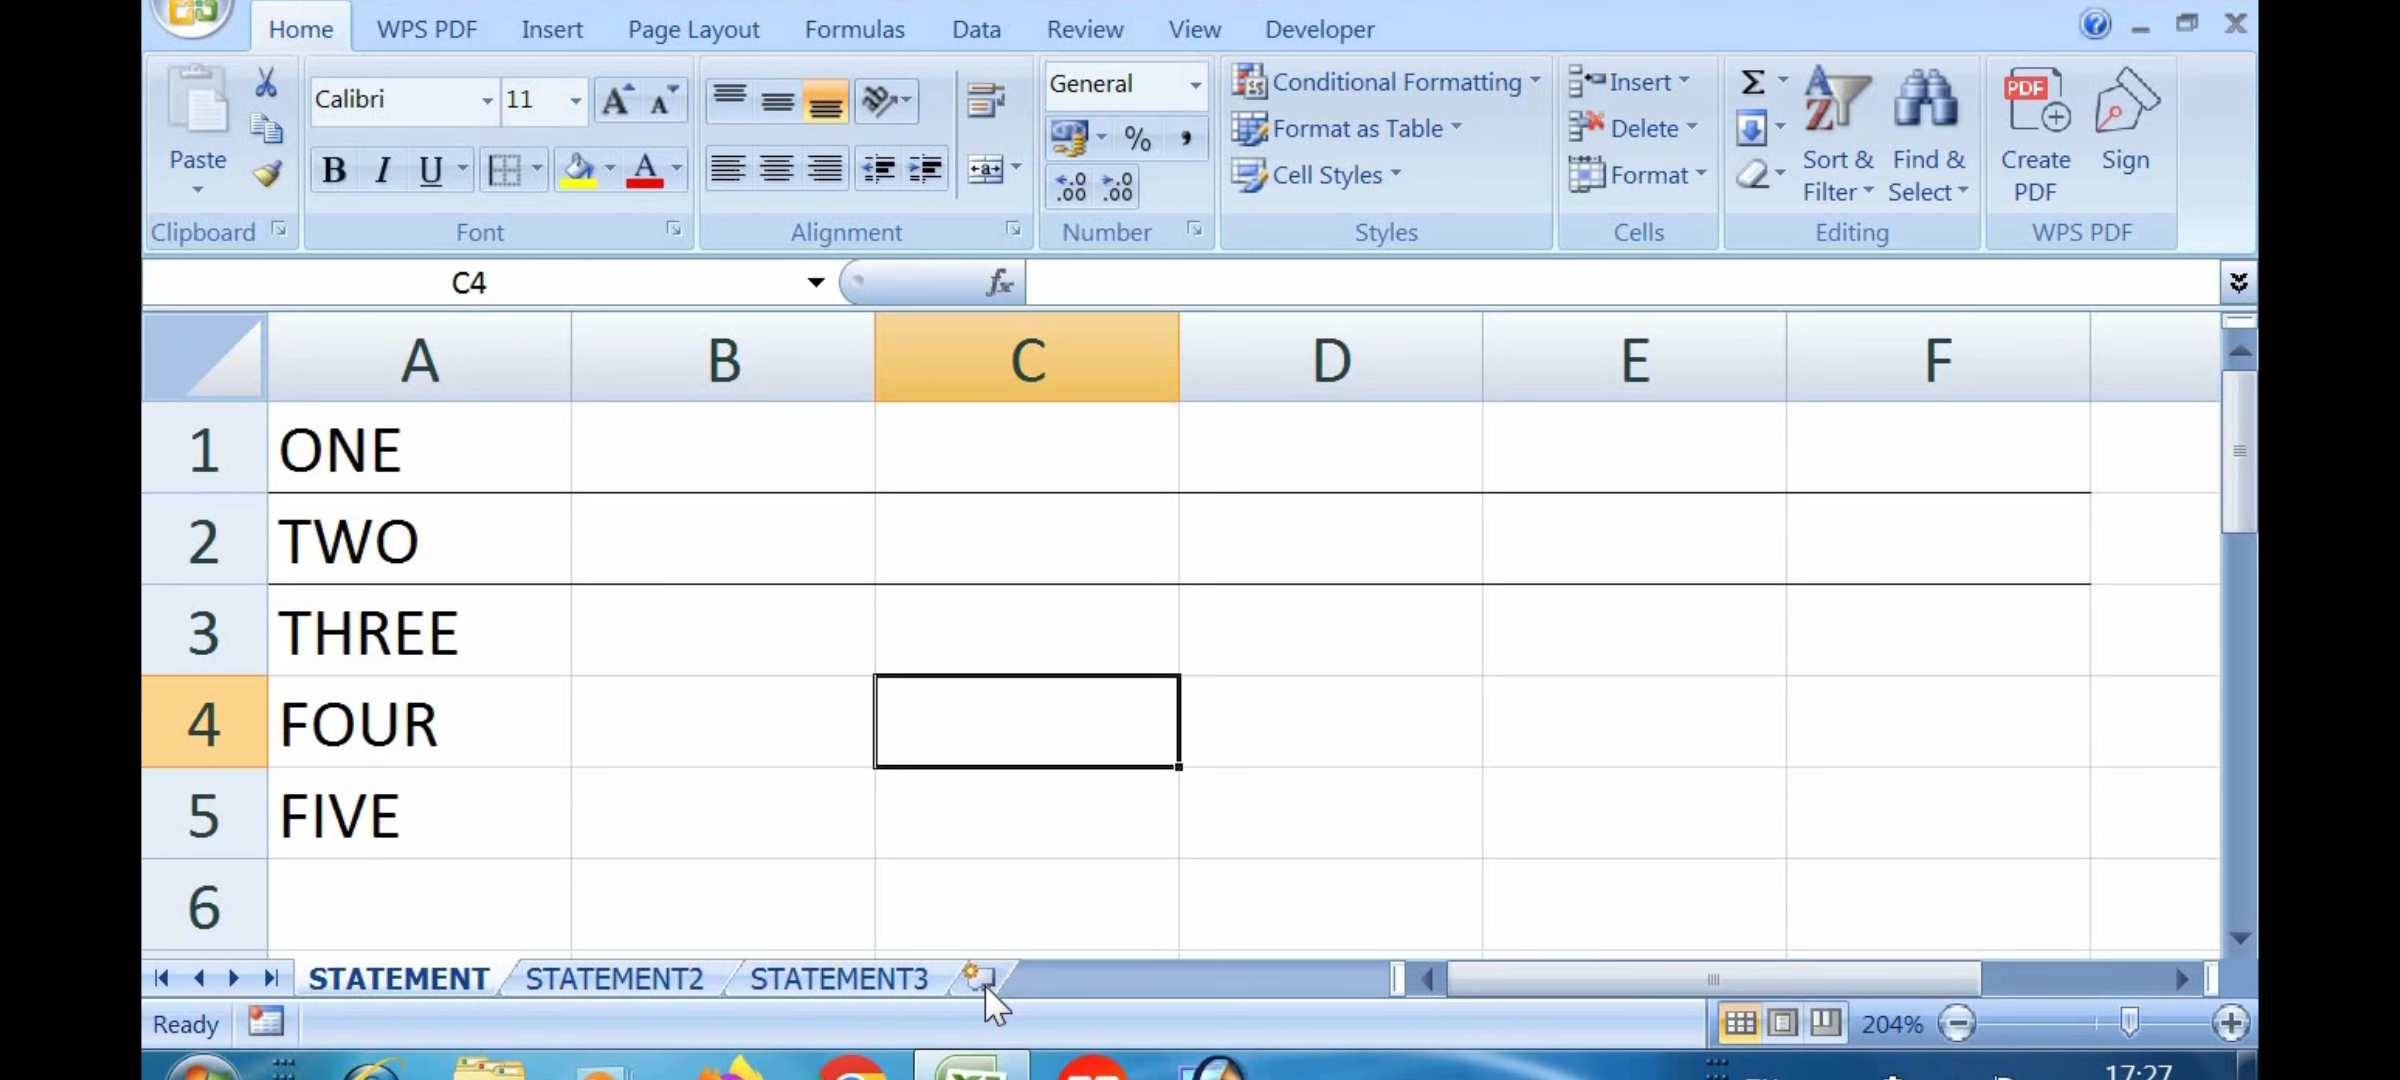 Home WPS PDF Insert Page Layout Formulas Data Review View Developer
Calibri 11 General Conditional Formatting Insert Σ
Format as Table Delete
Paste B I U A % , Cell Styles Format Sort & Filter Find & Select Create PDF Sign
Clipboard Font Alignment Number Styles Cells Editing WPS PDF
C4 fx
A B C D E F
1 ONE
2 TWO
3 THREE
4 FOUR
5 FIVE
6
STATEMENT STATEMENT2 STATEMENT3
Ready 204%
17:27